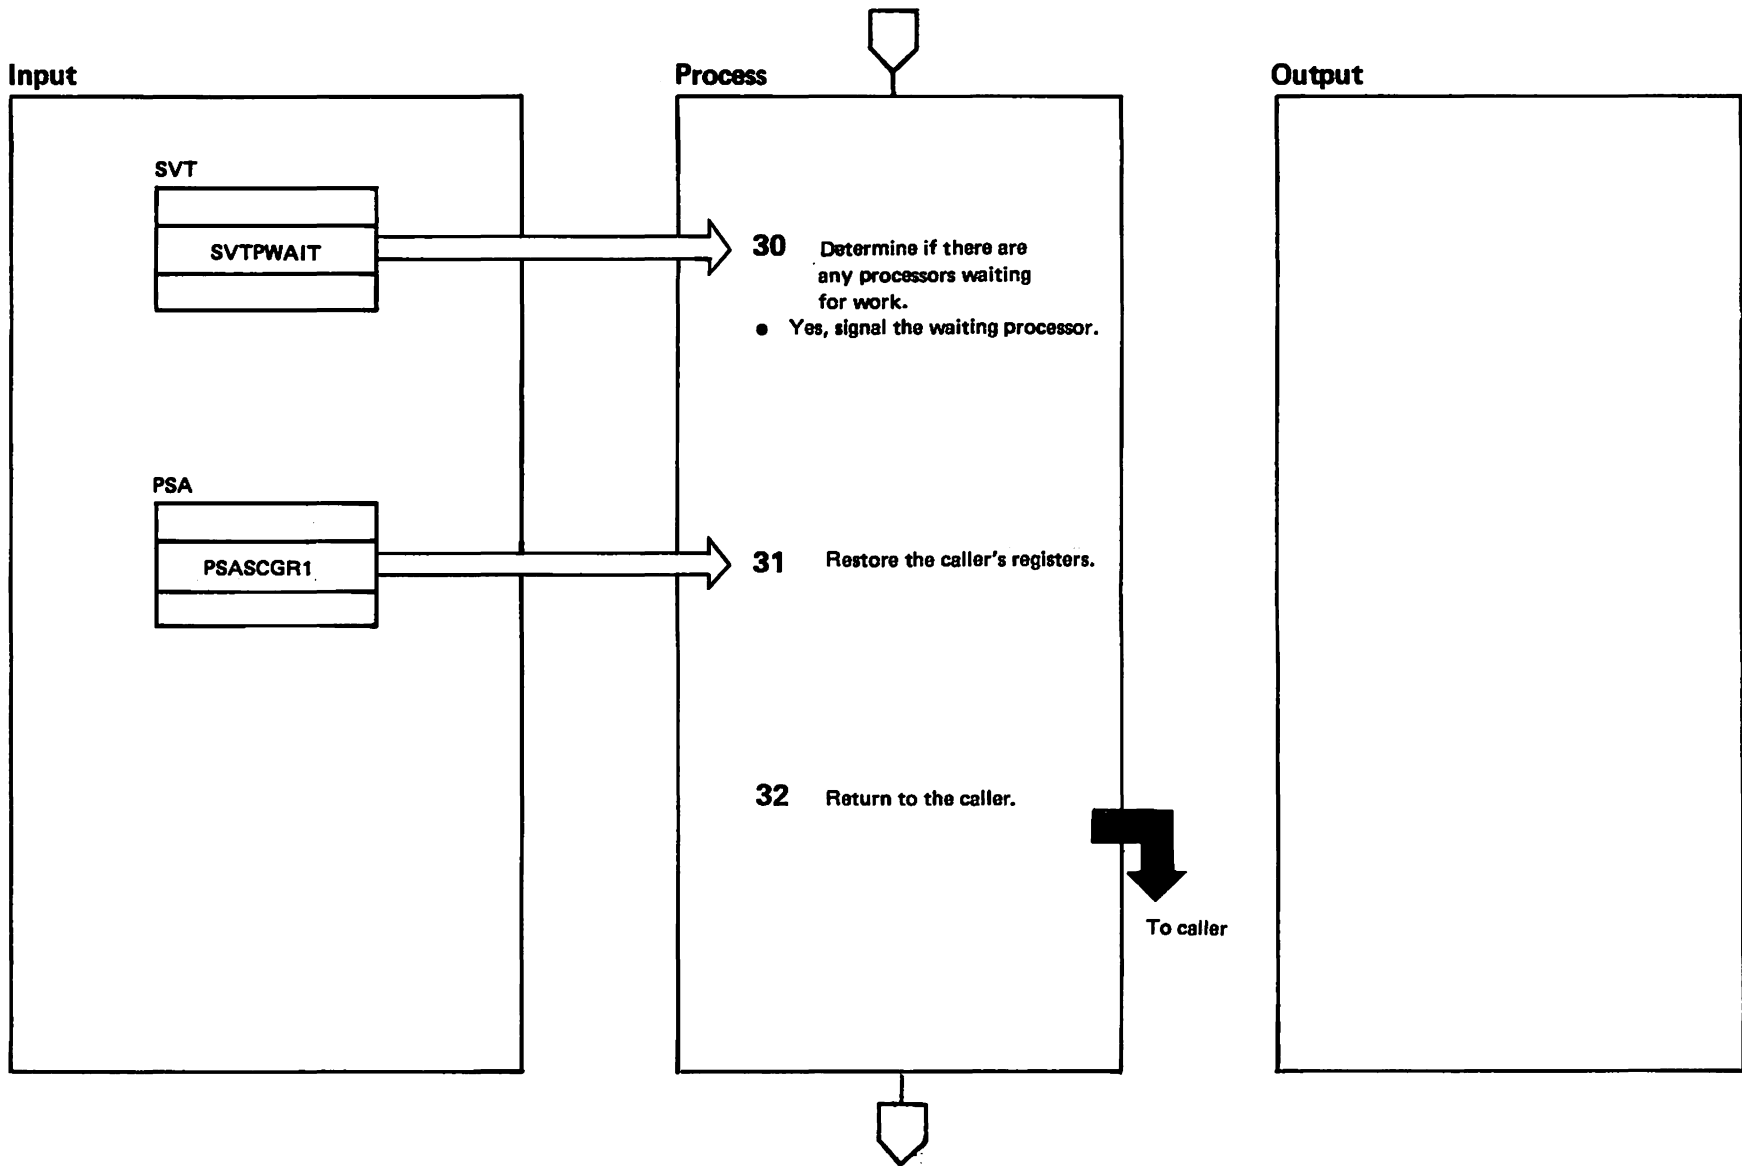 Input
Process
Output
SVT
SVTPWAIT
30 Determine if there are
any processors waiting
for work.
• Yes, signal the waiting processor.
PSA
PSASCGR1
31 Restore the caller's registers.
32 Return to the caller.
To caller